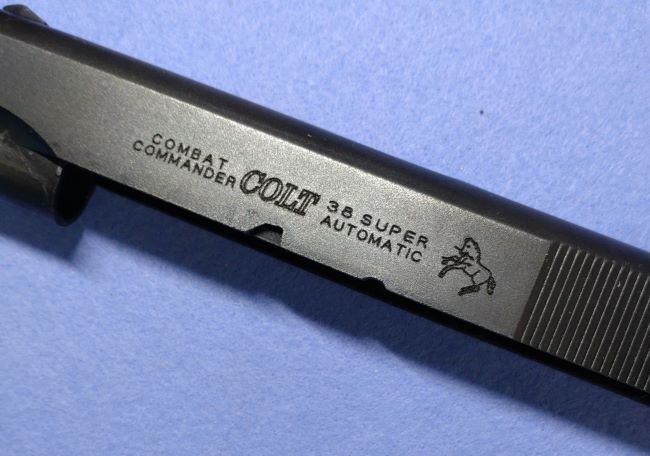 COMBAT
COMMANDER
COLT
38 SUPER
AUTOMATIC